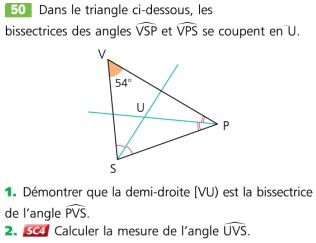 50 Dans le triangle ci-dessous, les
bissectrices des angles VSP et VPS se coupent en U.
V
54°
U
P
S
1. Démontrer que la demi-droite [VU) est la bissectrice
de l'angle PVS.
2. SC4 Calculer la mesure de l'angle UVS.